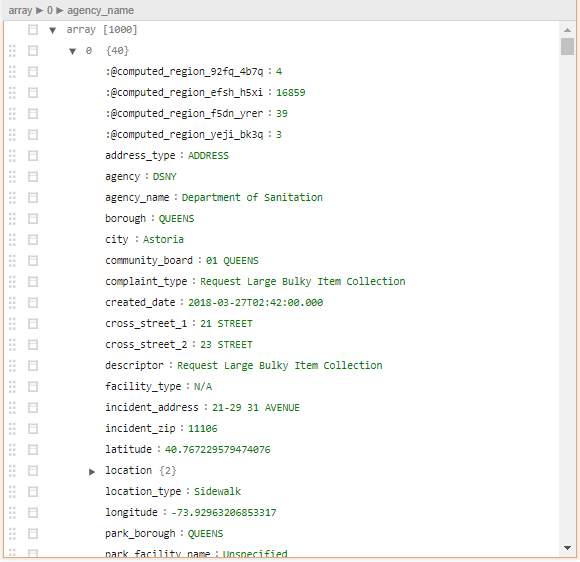 array ▶ 0 ▶ agency_name
▼ array [1000]
▼ 0 {40}
:@computed_region_92fq_4b7q : 4
:@computed_region_efsh_h5xi : 16859
:@computed_region_f5dn_yrer : 39
:@computed_region_yeji_bk3q : 3
address_type : ADDRESS
agency : DSNY
agency_name : Department of Sanitation
borough : QUEENS
city : Astoria
community_board : 01 QUEENS
complaint_type : Request Large Bulky Item Collection
created_date : 2018-03-27T02:42:00.000
cross_street_1 : 21 STREET
cross_street_2 : 23 STREET
descriptor : Request Large Bulky Item Collection
facility_type : N/A
incident_address : 21-29 31 AVENUE
incident_zip : 11106
latitude : 40.767229579474076
▶ location {2}
location_type : Sidewalk
longitude : -73.92963206853317
park_borough : QUEENS
park_facility_name : Unspecified